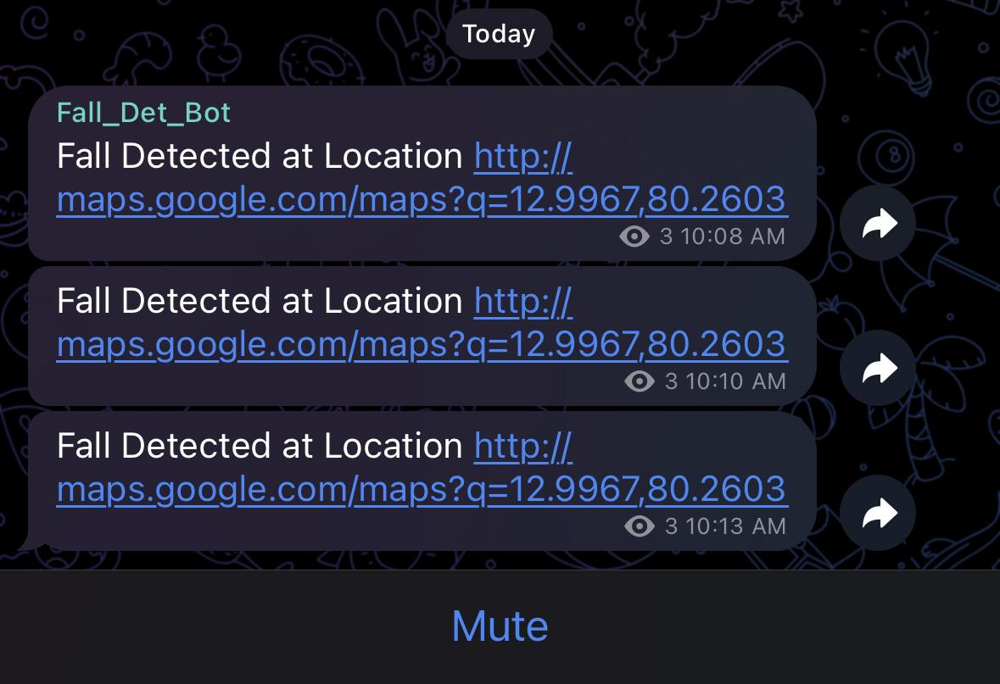 Today
Fall_Det_Bot
Fall Detected at Location http://
maps.google.com/maps?q=12.9967,80.2603
3 10:08 AM
Fall Detected at Location http://
maps.google.com/maps?q=12.9967,80.2603
3 10:10 AM
Fall Detected at Location http://
maps.google.com/maps?q=12.9967,80.2603
3 10:13 AM
Mute